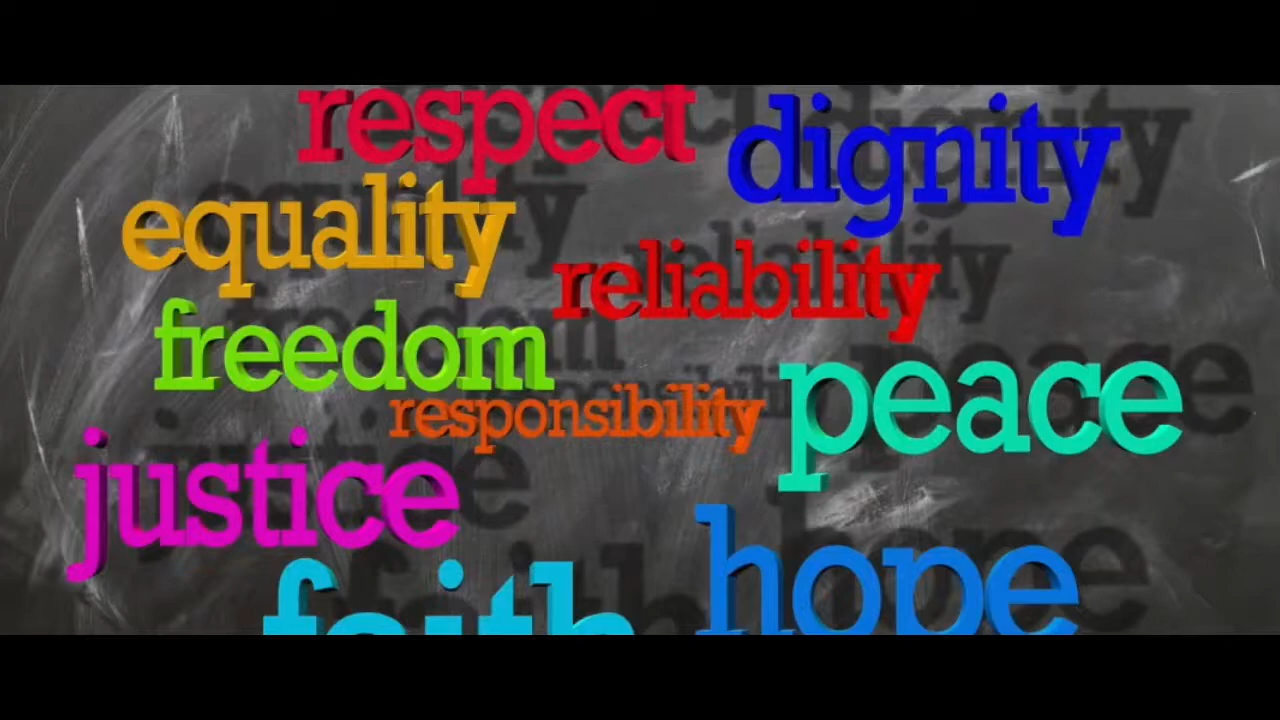 respect
dignity
equality
reliability
freedom
responsibility
peace
justice
hope
faith